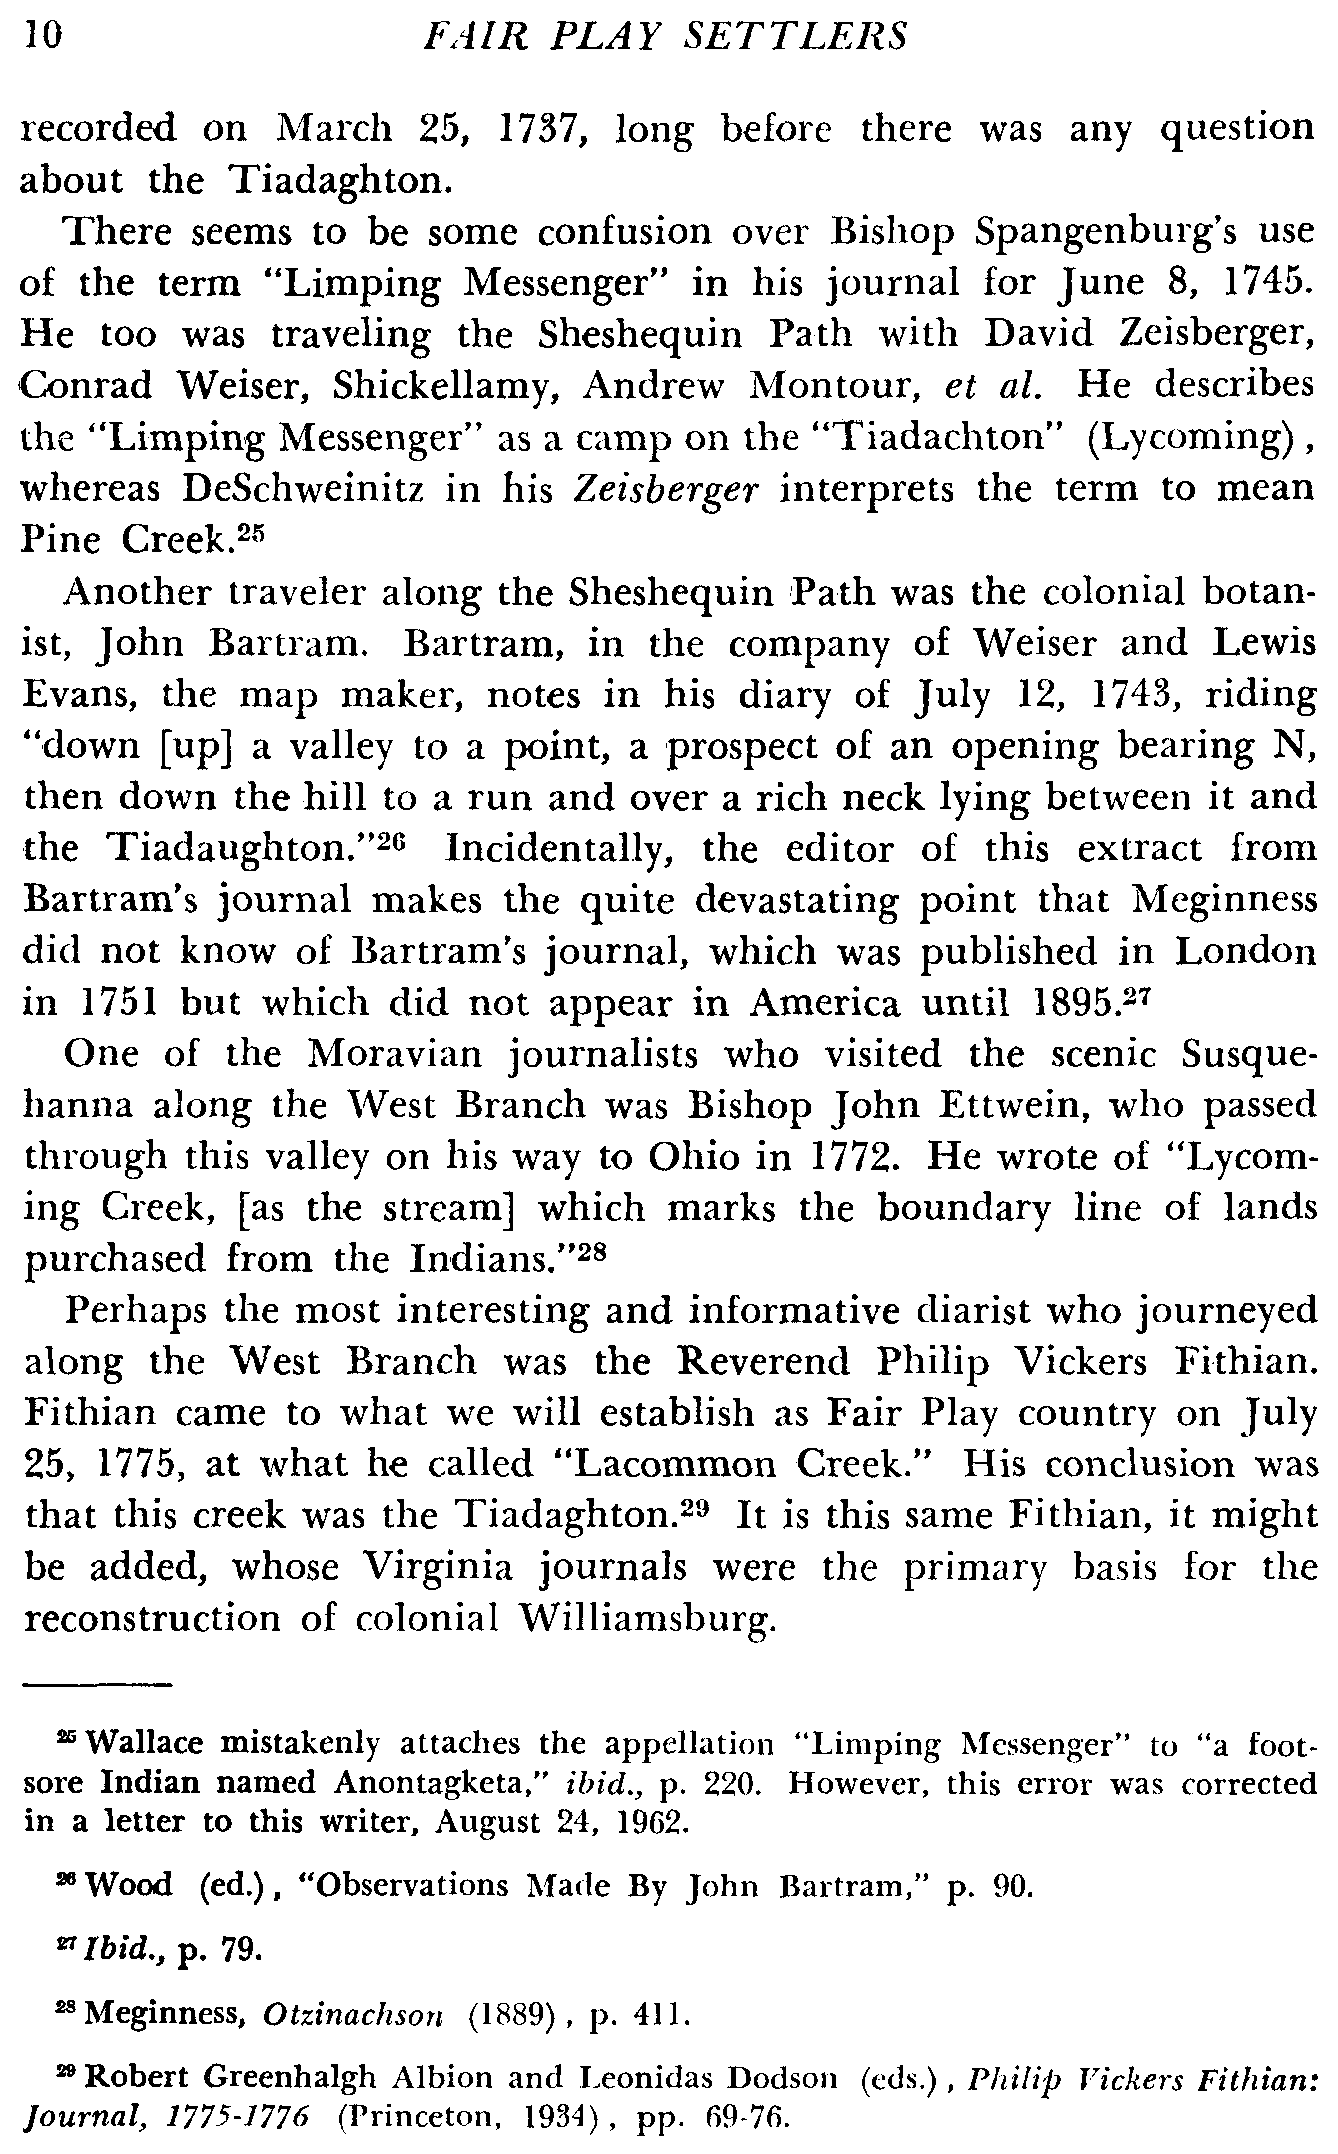 10 FAIR PLAY SETTLERS
recorded on March 25, 1737, long before there was any question
about the Tiadaghton.
There seems to be some confusion over Bishop Spangenburg's use
of the term "Limping Messenger" in his journal for June 8, 1745.
He too was traveling the Sheshequin Path with David Zeisberger,
Conrad Weiser, Shickellamy, Andrew Montour, et al. He describes
the "Limping Messenger" as a camp on the "Tiadachton" (Lycoming),
whereas DeSchweinitz in his Zeisberger interprets the term to mean
Pine Creek.²⁵
Another traveler along the Sheshequin Path was the colonial botan-
ist, John Bartram. Bartram, in the company of Weiser and Lewis
Evans, the map maker, notes in his diary of July 12, 1743, riding
"down [up] a valley to a point, a prospect of an opening bearing N,
then down the hill to a run and over a rich neck lying between it and
the Tiadaughton."²⁶ Incidentally, the editor of this extract from
Bartram's journal makes the quite devastating point that Meginness
did not know of Bartram's journal, which was published in London
in 1751 but which did not appear in America until 1895.²⁷
One of the Moravian journalists who visited the scenic Susque-
hanna along the West Branch was Bishop John Ettwein, who passed
through this valley on his way to Ohio in 1772. He wrote of "Lycom-
ing Creek, [as the stream] which marks the boundary line of lands
purchased from the Indians."²⁸
Perhaps the most interesting and informative diarist who journeyed
along the West Branch was the Reverend Philip Vickers Fithian.
Fithian came to what we will establish as Fair Play country on July
25, 1775, at what he called "Lacommon Creek." His conclusion was
that this creek was the Tiadaghton.²⁹ It is this same Fithian, it might
be added, whose Virginia journals were the primary basis for the
reconstruction of colonial Williamsburg.
²⁵ Wallace mistakenly attaches the appellation "Limping Messenger" to "a foot-
sore Indian named Anontagketa," ibid., p. 220. However, this error was corrected
in a letter to this writer, August 24, 1962.
²⁶ Wood (ed.), "Observations Made By John Bartram," p. 90.
²⁷ Ibid., p. 79.
²⁸ Meginness, Otzinachson (1889), p. 411.
²⁹ Robert Greenhalgh Albion and Leonidas Dodson (eds.), Philip Vickers Fithian:
Journal, 1775-1776 (Princeton, 1934), pp. 69-76.